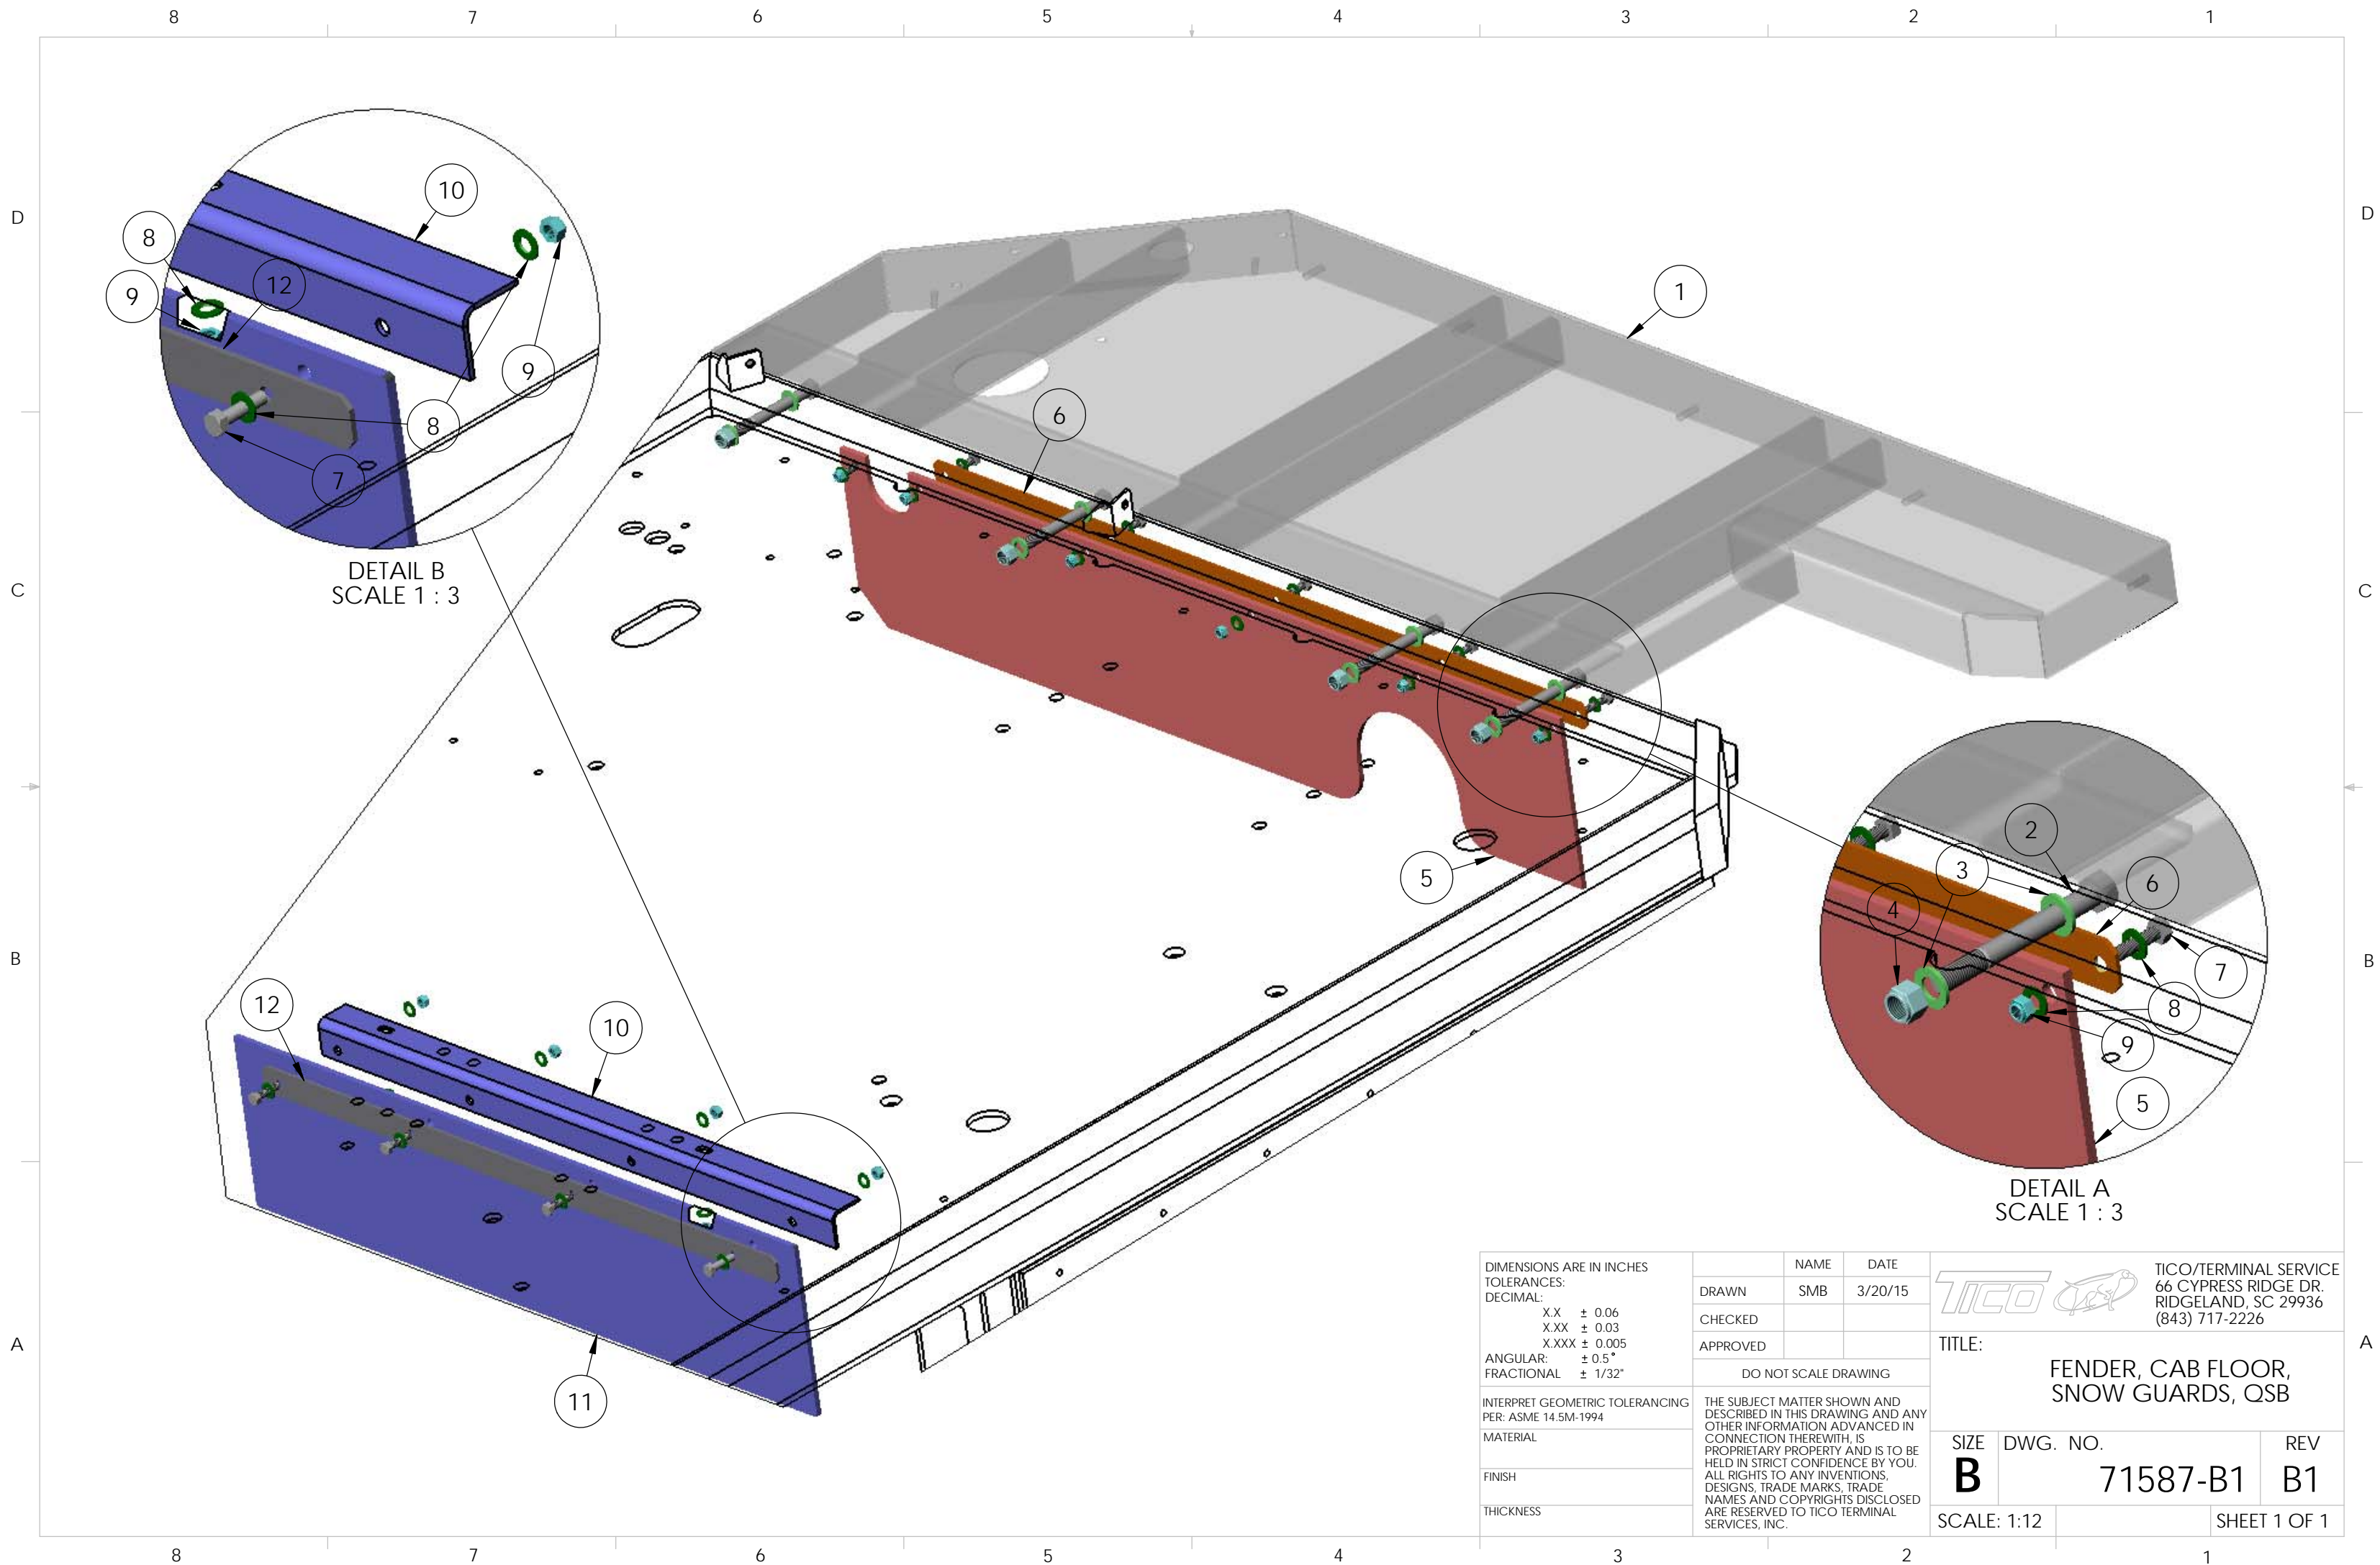 8 7 6 5 4 3 2 1
D D
C C
B B
A A
10
8
12
9
9
8
7
DETAIL B
SCALE 1 : 3
1
6
5
2
3
6
4
7
8
9
5
DETAIL A
SCALE 1 : 3
12
10
11
DIMENSIONS ARE IN INCHES
TOLERANCES:
DECIMAL:
X.X ± 0.06
X.XX ± 0.03
X.XXX ± 0.005
ANGULAR: ± 0.5°
FRACTIONAL ± 1/32"
INTERPRET GEOMETRIC TOLERANCING
PER: ASME 14.5M-1994
MATERIAL
FINISH
THICKNESS
NAME DATE
DRAWN SMB 3/20/15
CHECKED
APPROVED
DO NOT SCALE DRAWING
THE SUBJECT MATTER SHOWN AND
DESCRIBED IN THIS DRAWING AND ANY
OTHER INFORMATION ADVANCED IN
CONNECTION THEREWITH, IS
PROPRIETARY PROPERTY AND IS TO BE
HELD IN STRICT CONFIDENCE BY YOU.
ALL RIGHTS TO ANY INVENTIONS,
DESIGNS, TRADE MARKS, TRADE
NAMES AND COPYRIGHTS DISCLOSED
ARE RESERVED TO TICO TERMINAL
SERVICES, INC.
TICO
TICO/TERMINAL SERVICE
66 CYPRESS RIDGE DR.
RIDGELAND, SC 29936
(843) 717-2226
TITLE:
FENDER, CAB FLOOR,
SNOW GUARDS, QSB
SIZE DWG. NO. REV
B 71587-B1 B1
SCALE: 1:12 SHEET 1 OF 1
8 7 6 5 4 3 2 1